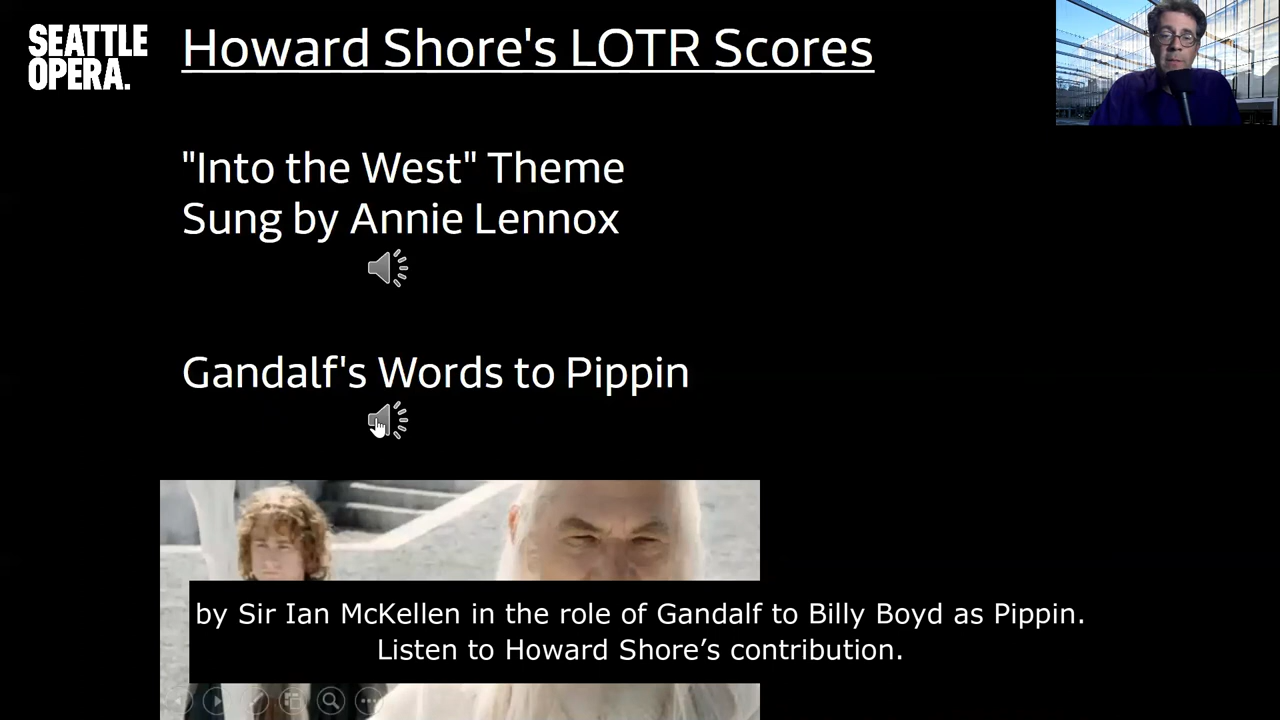 SEATTLE
OPERA.
Howard Shore's LOTR Scores
"Into the West" Theme
Sung by Annie Lennox
Gandalf's Words to Pippin
by Sir Ian McKellen in the role of Gandalf to Billy Boyd as Pippin.
Listen to Howard Shore’s contribution.